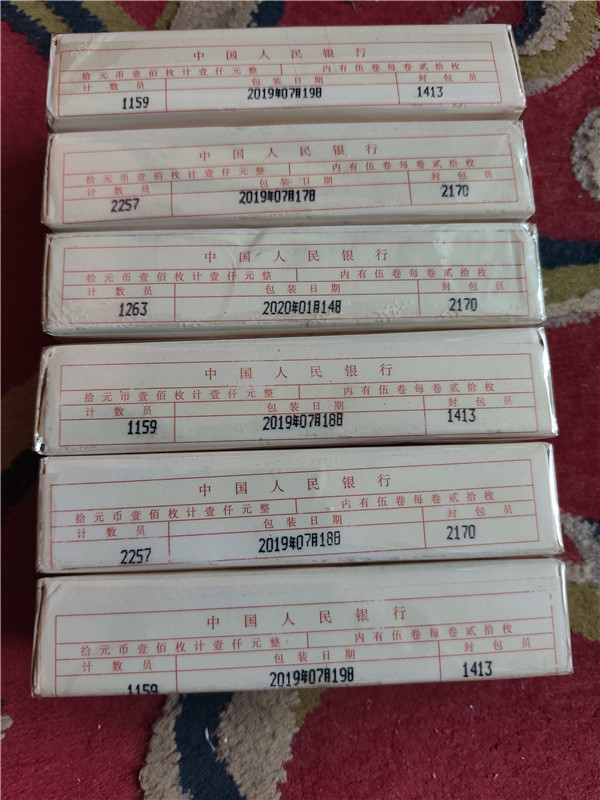 中国人民银行
拾元币壹佰枚计壹仟元整 内有伍卷每卷贰拾枚
计数员 包装日期 封包员
1159 2019年07月19日 1413
中国人民银行
拾元币壹佰枚计壹仟元整 内有伍卷每卷贰拾枚
计数员 包装日期 封包员
2257 2019年07月17日 2170
中国人民银行
拾元币壹佰枚计壹仟元整 内有伍卷每卷贰拾枚
计数员 包装日期 封包员
1263 2020年01月14日 2170
中国人民银行
拾元币壹佰枚计壹仟元整 内有伍卷每卷贰拾枚
计数员 包装日期 封包员
1159 2019年07月18日 1413
中国人民银行
拾元币壹佰枚计壹仟元整 内有伍卷每卷贰拾枚
计数员 包装日期 封包员
2257 2019年07月18日 2170
中国人民银行
拾元币壹佰枚计壹仟元整 内有伍卷每卷贰拾枚
计数员 包装日期 封包员
1159 2019年07月19日 1413